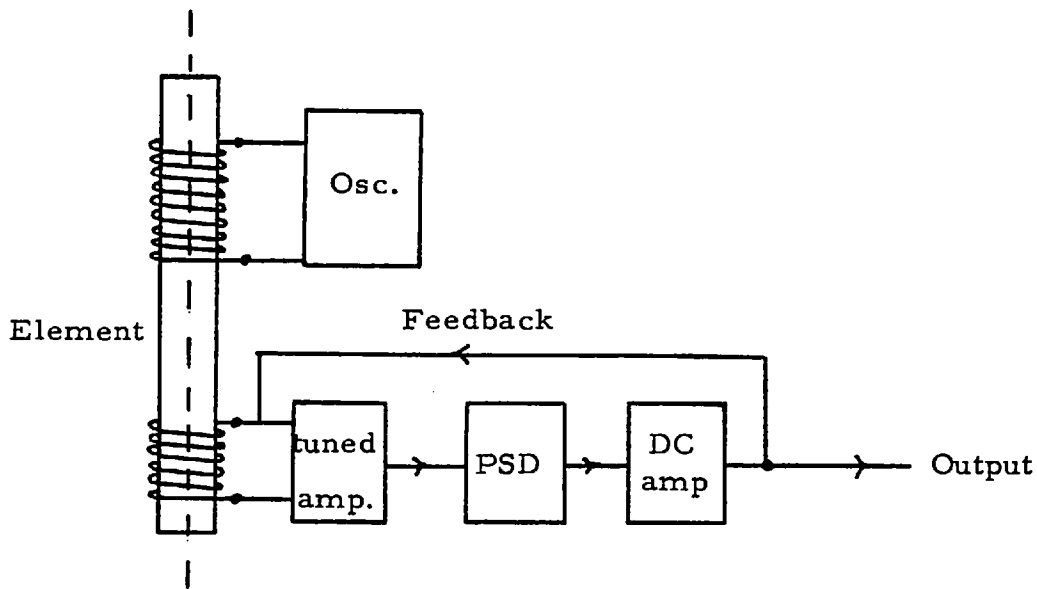 Osc.
Element
Feedback
tuned
amp.
PSD
DC
amp
Output